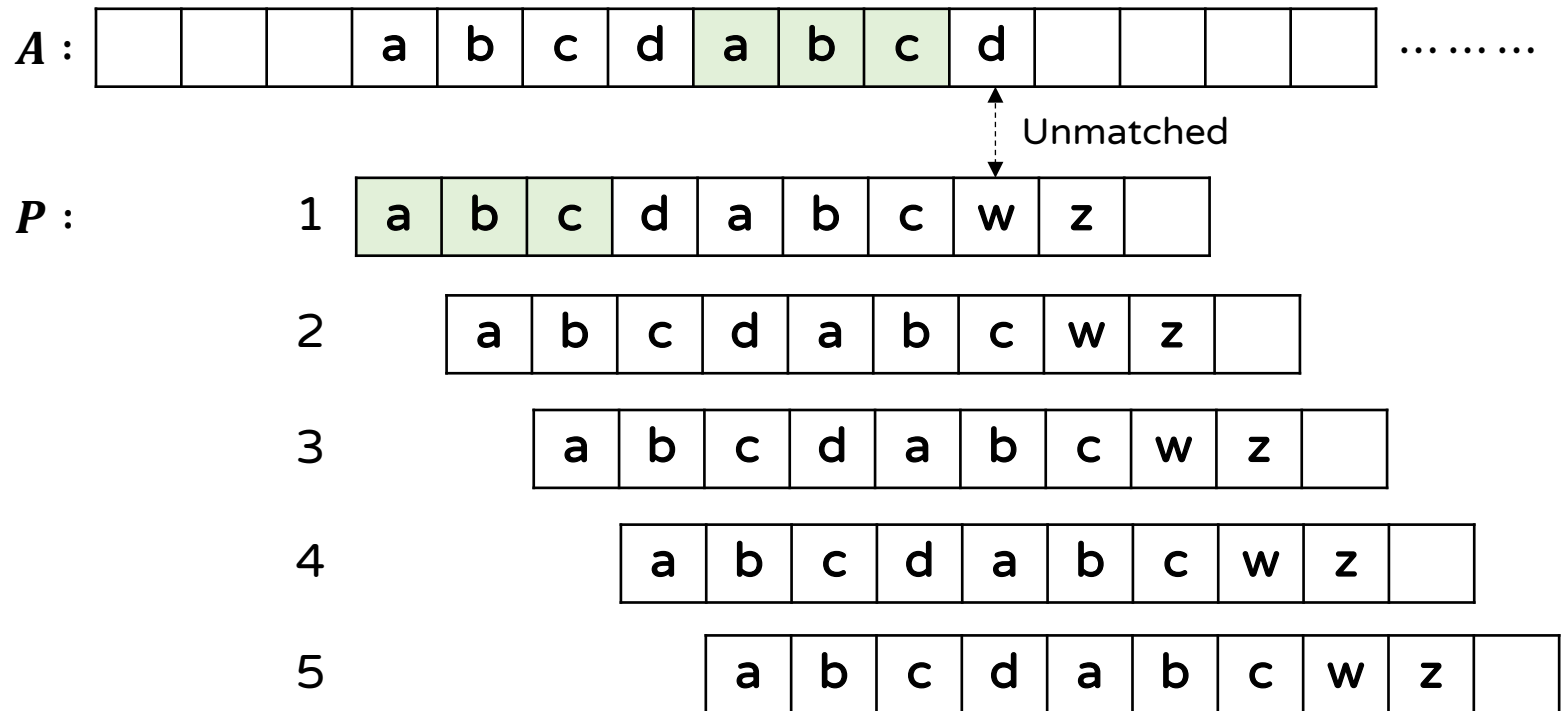 A : a b c d a b c d ... ... ...
Unmatched
P : 1 a b c d a b c w z
2 a b c d a b c w z
3 a b c d a b c w z
4 a b c d a b c w z
5 a b c d a b c w z